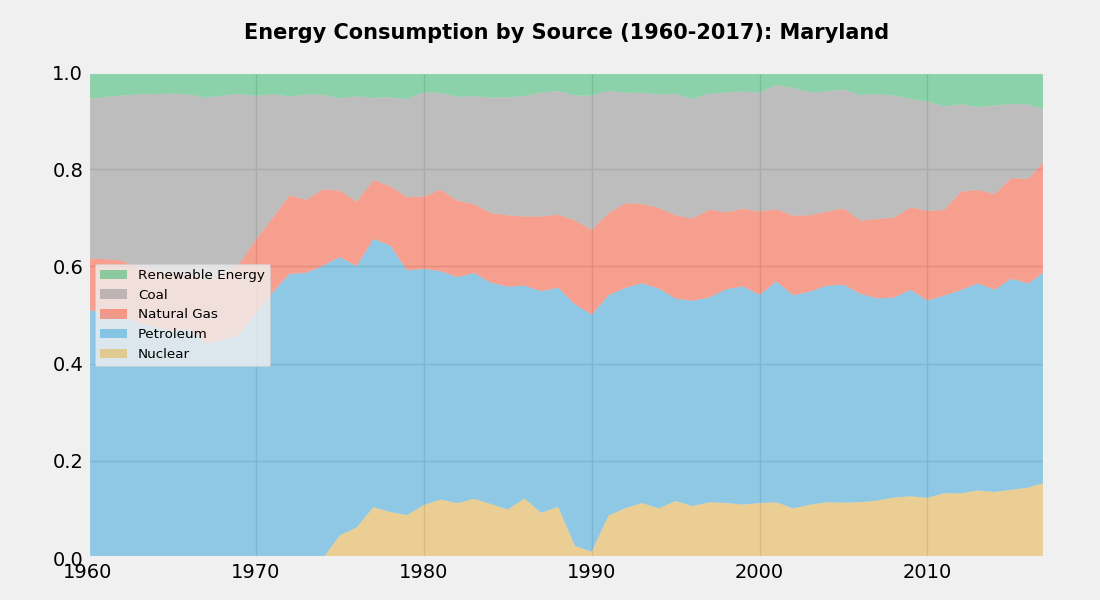 Energy Consumption by Source (1960-2017): Maryland
1.0
0.8
0.6
0.4
0.2
0.0
Renewable Energy
Coal
Natural Gas
Petroleum
Nuclear
1960 1970 1980 1990 2000 2010